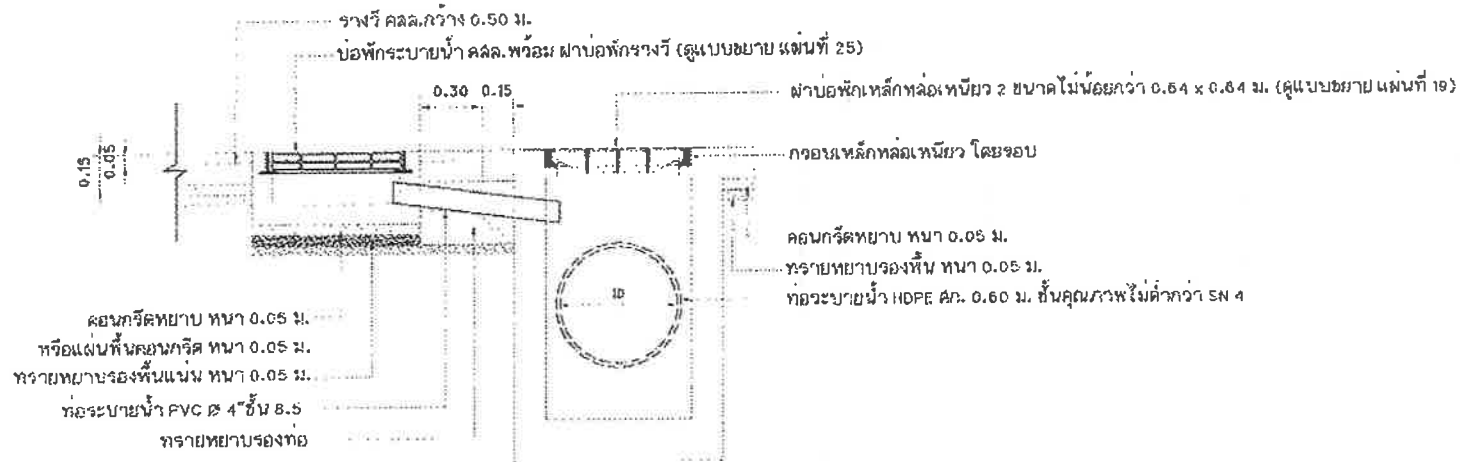 รางวี คสล.กว้าง 0.50 ม.
บ่อพักระบายน้ำ คสล.พร้อม ฝาบ่อพักรางวี (ดูแบบขยาย แผ่นที่ 25)
0.30 0.15
ฝาบ่อพักเหล็กหล่อเหนียว 2 ขนาดไม่น้อยกว่า 0.64 x 0.64 ม. (ดูแบบขยาย แผ่นที่ 19)
0.15
0.05
กรอบเหล็กหล่อเหนียว โดยรอบ
คอนกรีตหยาบ หนา 0.05 ม.
ทรายหยาบรองพื้น หนา 0.05 ม.
ท่อระบายน้ำ HDPE ศก. 0.60 ม. ชั้นคุณภาพไม่ต่ำกว่า SN 4
ID
คอนกรีตหยาบ หนา 0.05 ม.
หรือแผ่นพื้นคอนกรีต หนา 0.05 ม.
ทรายหยาบรองพื้นแน่น หนา 0.05 ม.
ท่อระบายน้ำ PVC Ø 4" ชั้น 8.5
ทรายหยาบรองท่อ